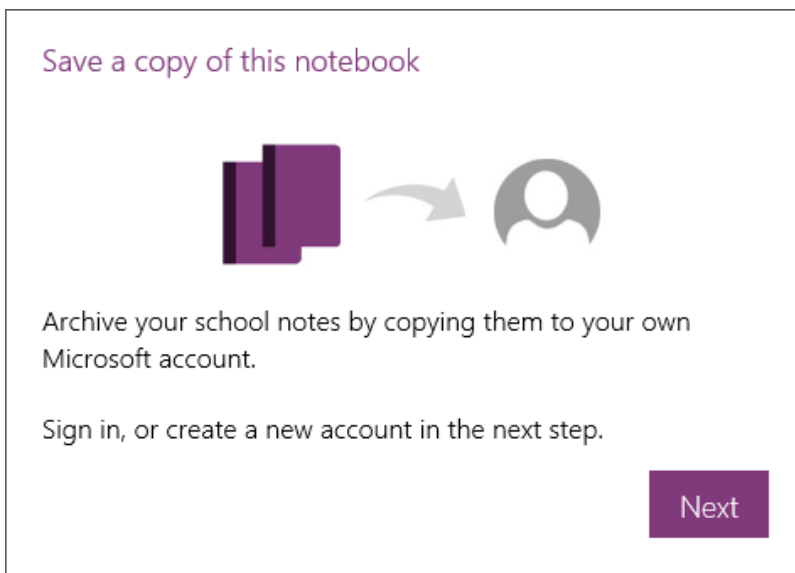 Save a copy of this notebook
Archive your school notes by copying them to your own
Microsoft account.
Sign in, or create a new account in the next step.
Next